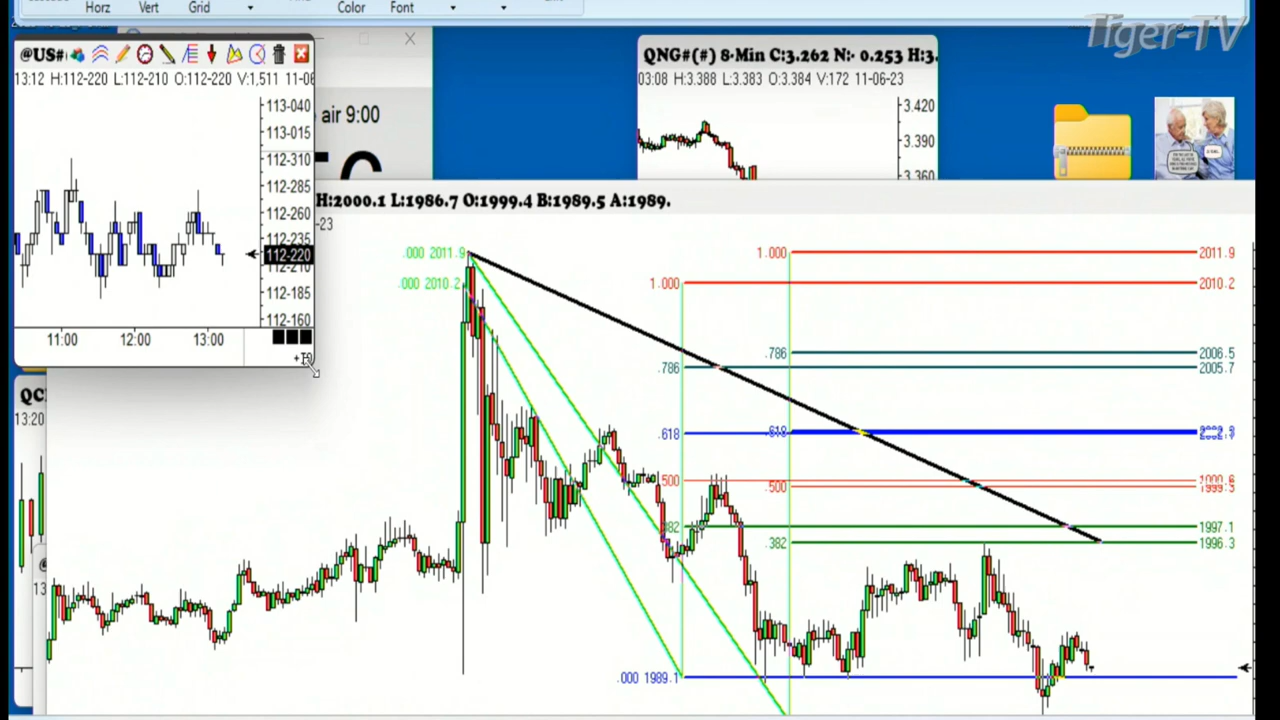 Horz Vert Grid Color Font
Tiger-TV
@US#
13:12 H:112-220 L:112-210 O:112-220 V:1,511 11-0
113-040
113-015
112-310
112-285
112-260
112-235
112-220
112-210
112-185
112-160
11:00 12:00 13:00
air 9:00
QNG#(#) 8-Min C:3.262 N:- 0.253 H:3.
03:08 H:3.388 L:3.383 O:3.384 V:172 11-06-23
3.420
3.390
3.360
H:2000.1 L:1986.7 O:1999.4 B:1989.5 A:1989.
-23
.000 2011.9 1.000 2011.9
.000 2010.2 1.000 2010.2
.786 2006.5
.786 2005.7
.618 .618
.500
.500
.382 1997.1
.382 1996.3
.000 1989.1
13:20